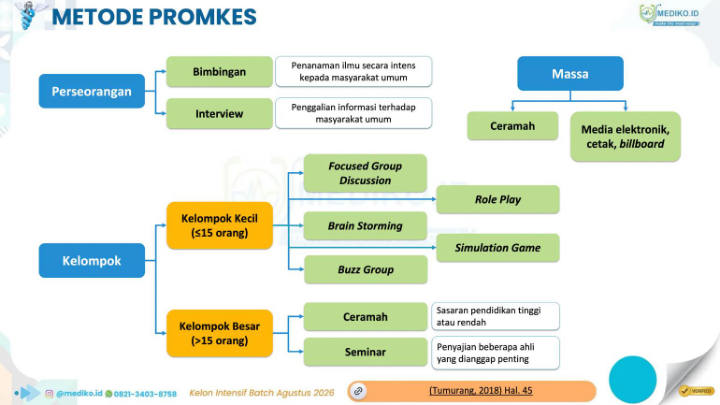 METODE PROMKES
MEDIKO.ID
Perseorangan
Bimbingan
Penanaman ilmu secara intens
kepada masyarakat umum
Interview
Penggalian informasi terhadap
masyarakat umum
Massa
Ceramah
Media elektronik,
cetak, billboard
Kelompok
Kelompok Kecil
(≤15 orang)
Focused Group
Discussion
Role Play
Brain Storming
Simulation Game
Buzz Group
Kelompok Besar
(>15 orang)
Ceramah
Sasaran pendidikan tinggi
atau rendah
Seminar
Penyajian beberapa ahli
yang dianggap penting
@mediko.id 0821-3403-8758
Kelon Intensif Batch Agustus 2026
(Tumurang, 2018) Hal. 45